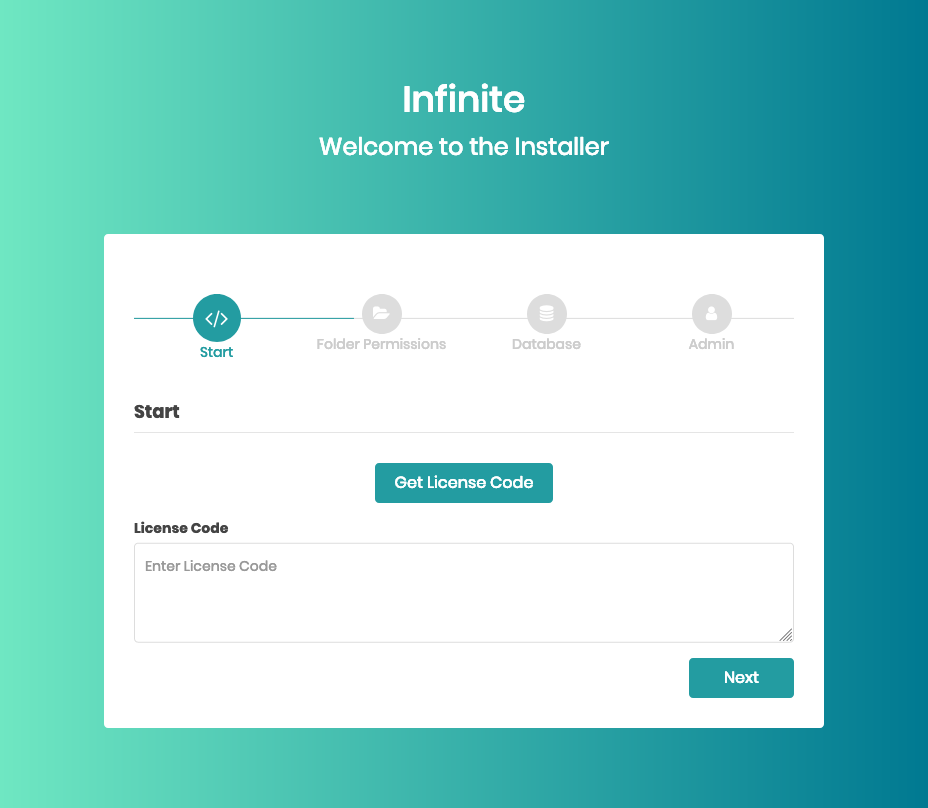 Infinite
Welcome to the Installer
Start
Folder Permissions
Database
Admin
Start
Get License Code
License Code
Enter License Code
Next